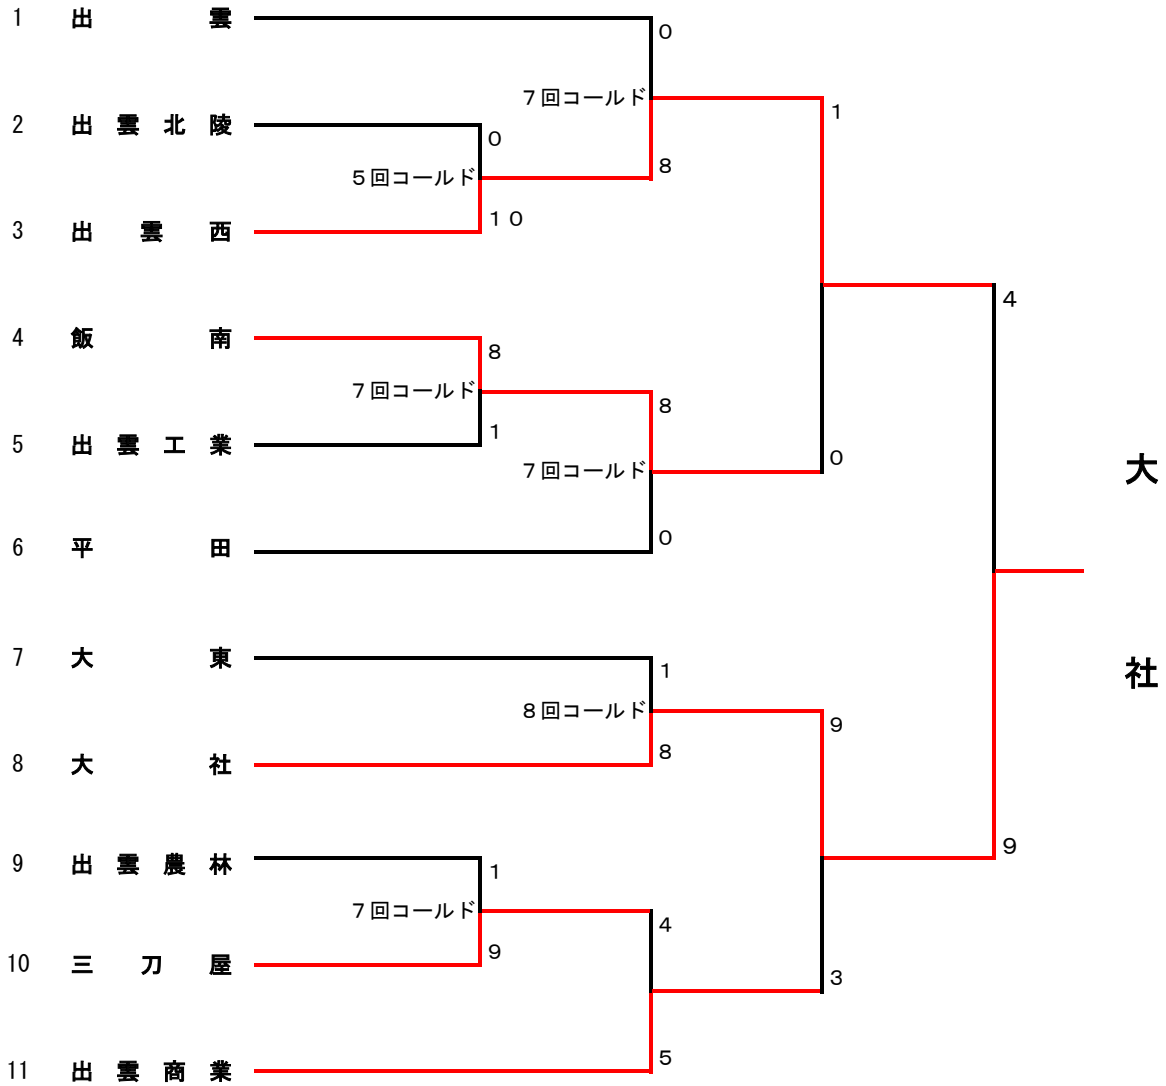 1 出雲
0
7回コールド
1
2 出雲北陵
0
8
5回コールド
3 出雲西
10
4
4 飯南
8
7回コールド
8
5 出雲工業
1
7回コールド
0
6 平田
0
大社
7 大東
1
8回コールド
9
8 大社
8
9 出雲農林
1
9
7回コールド
4
10 三刀屋
9
3
11 出雲商業
5